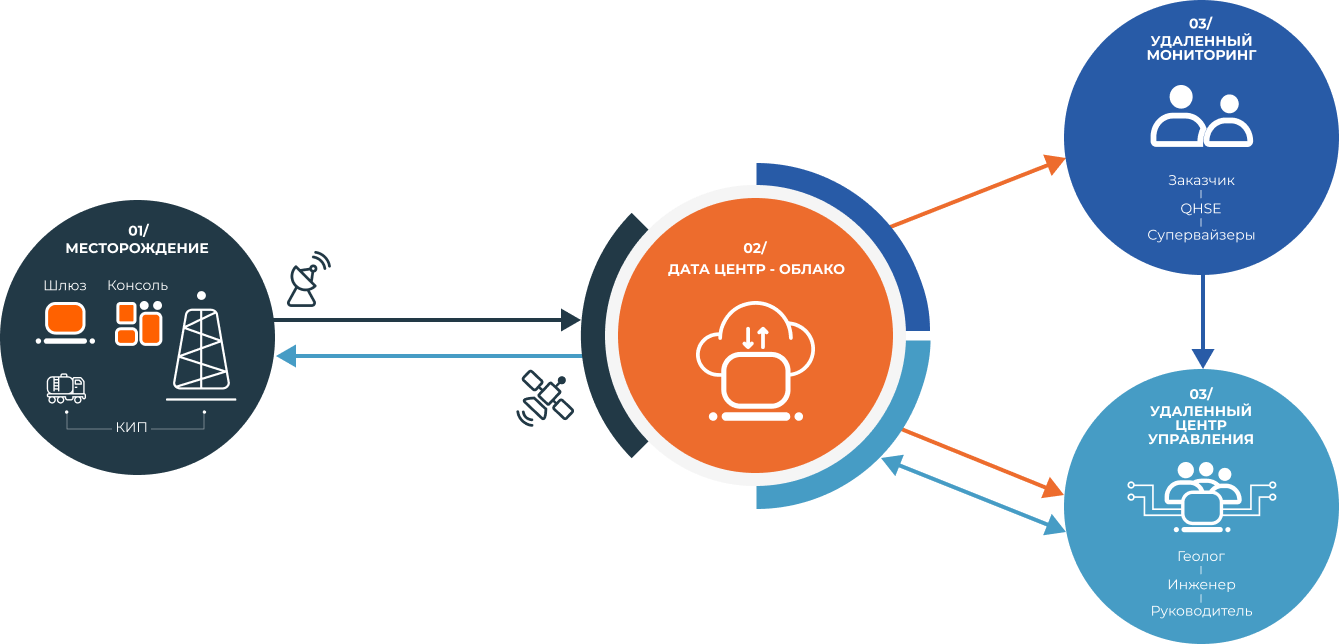 01/
МЕСТОРОЖДЕНИЕ
Шлюз
Консоль
КИП
02/
ДАТА ЦЕНТР - ОБЛАКО
03/
УДАЛЕННЫЙ
МОНИТОРИНГ
Заказчик
QHSE
Супервайзеры
03/
УДАЛЕННЫЙ
ЦЕНТР
УПРАВЛЕНИЯ
Геолог
Инженер
Руководитель